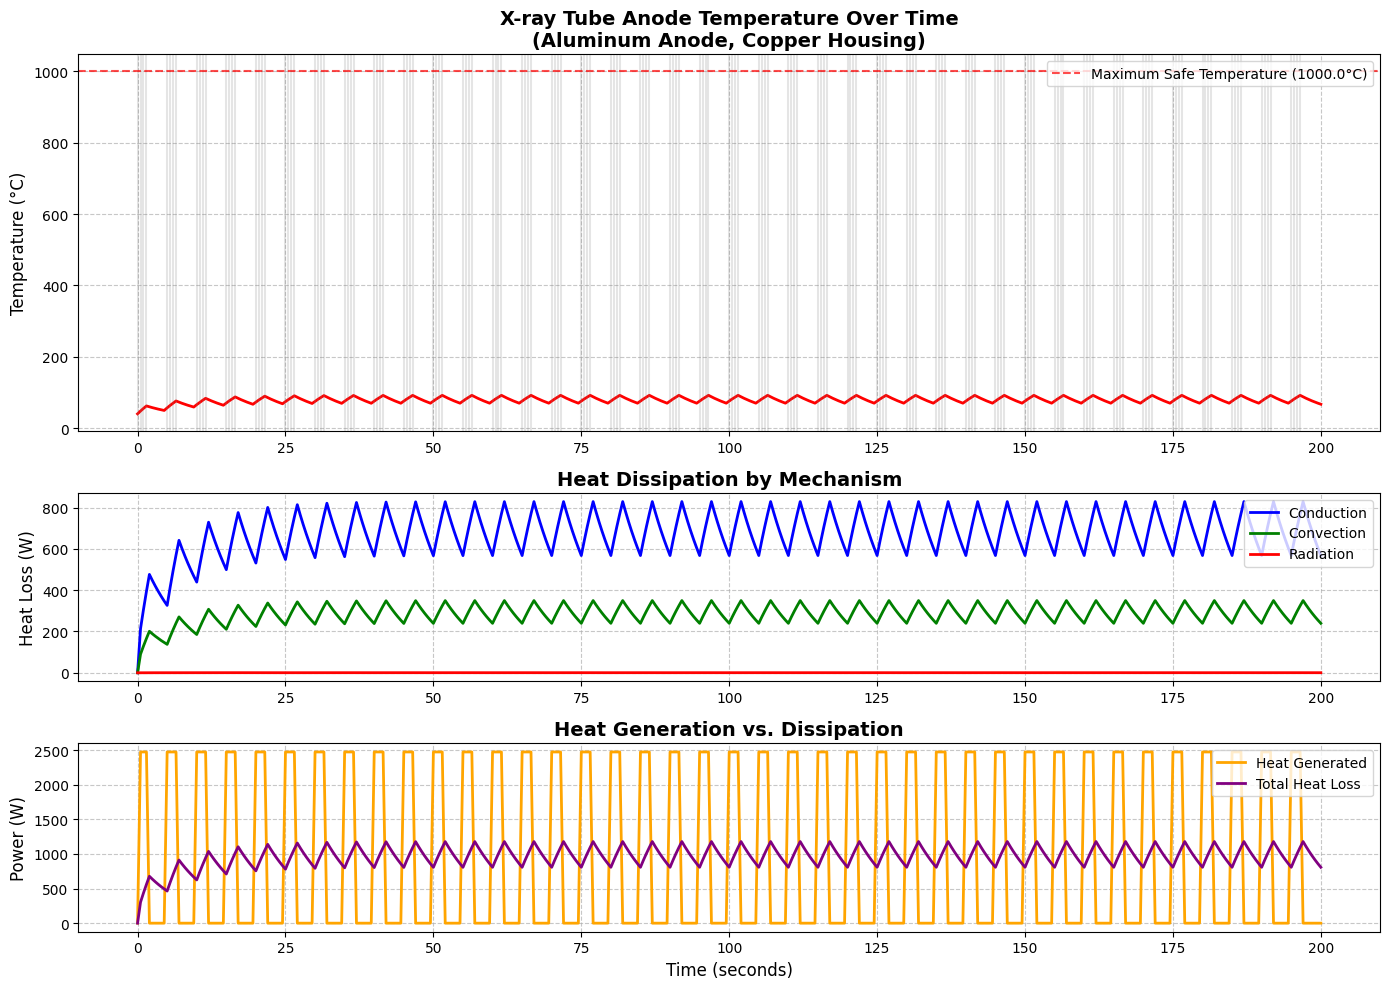 X-ray Tube Anode Temperature Over Time
(Aluminum Anode, Copper Housing)
Temperature (°C)
1000
800
600
400
200
0
Maximum Safe Temperature (1000.0°C)
0 25 50 75 100 125 150 175 200
Heat Dissipation by Mechanism
Heat Loss (W)
800
600
400
200
0
Conduction
Convection
Radiation
0 25 50 75 100 125 150 175 200
Heat Generation vs. Dissipation
Power (W)
2500
2000
1500
1000
500
0
Heat Generated
Total Heat Loss
0 25 50 75 100 125 150 175 200
Time (seconds)